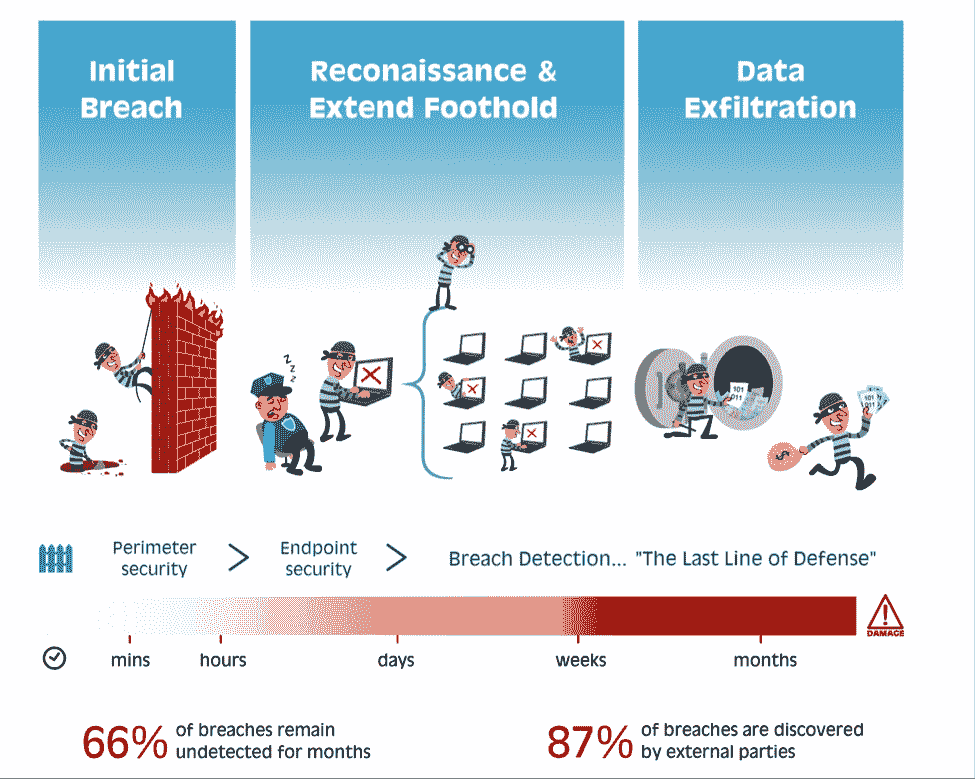 Initial
Breach
Reconaissance &
Extend Foothold
Data
Exfiltration
z
z
z
101
011
101
011
$
Perimeter
security
>
Endpoint
security
>
Breach Detection... "The Last Line of Defense"
DAMAGE
mins
hours
days
weeks
months
66% of breaches remain
undetected for months
87% of breaches are discovered
by external parties